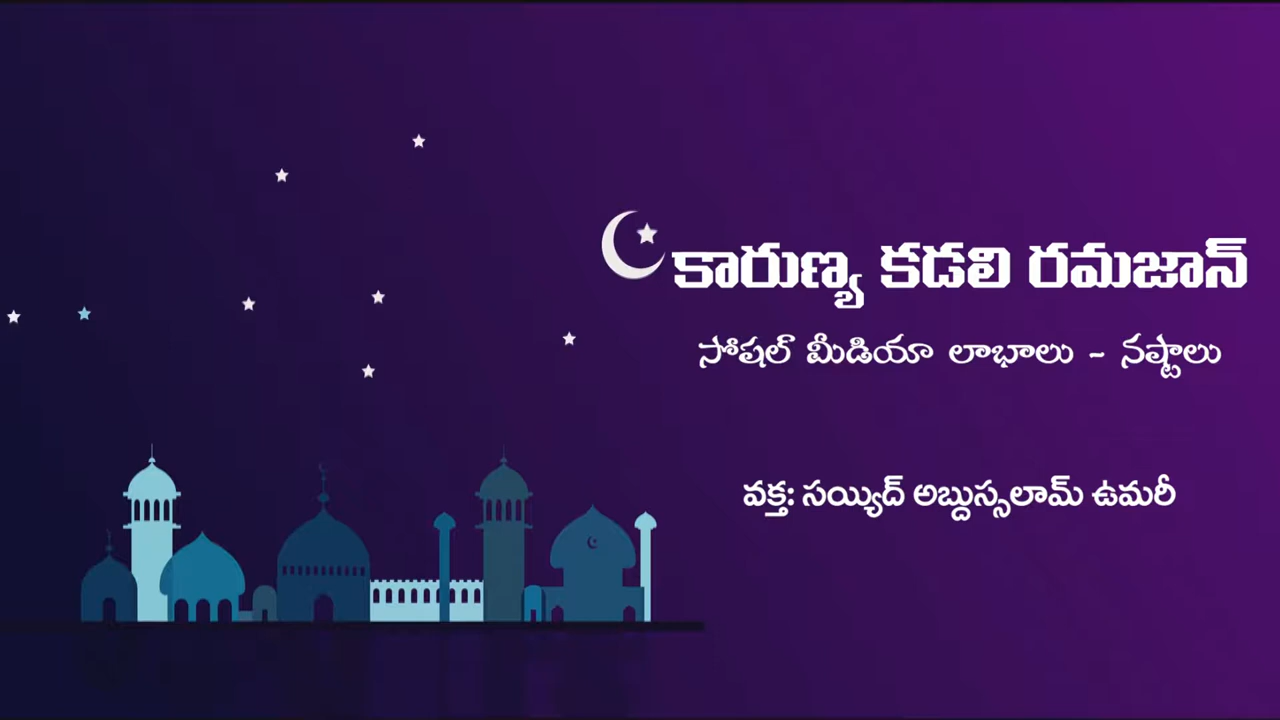 కారుణ్య కడలి రమజాన్
సోషల్ మీడియా లాభాలు - నష్టాలు
వక్త: సయ్యిద్ అబ్దుస్సలామ్ ఉమరీ